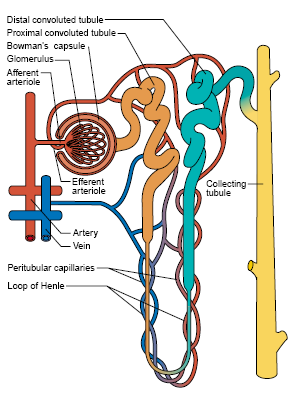 Distal convoluted tubule
Proximal convoluted tubule
Bowman's capsule
Glomerulus
Afferent
arteriole
Efferent
arteriole
Collecting
tubule
Artery
Vein
Peritubular capillaries
Loop of Henle